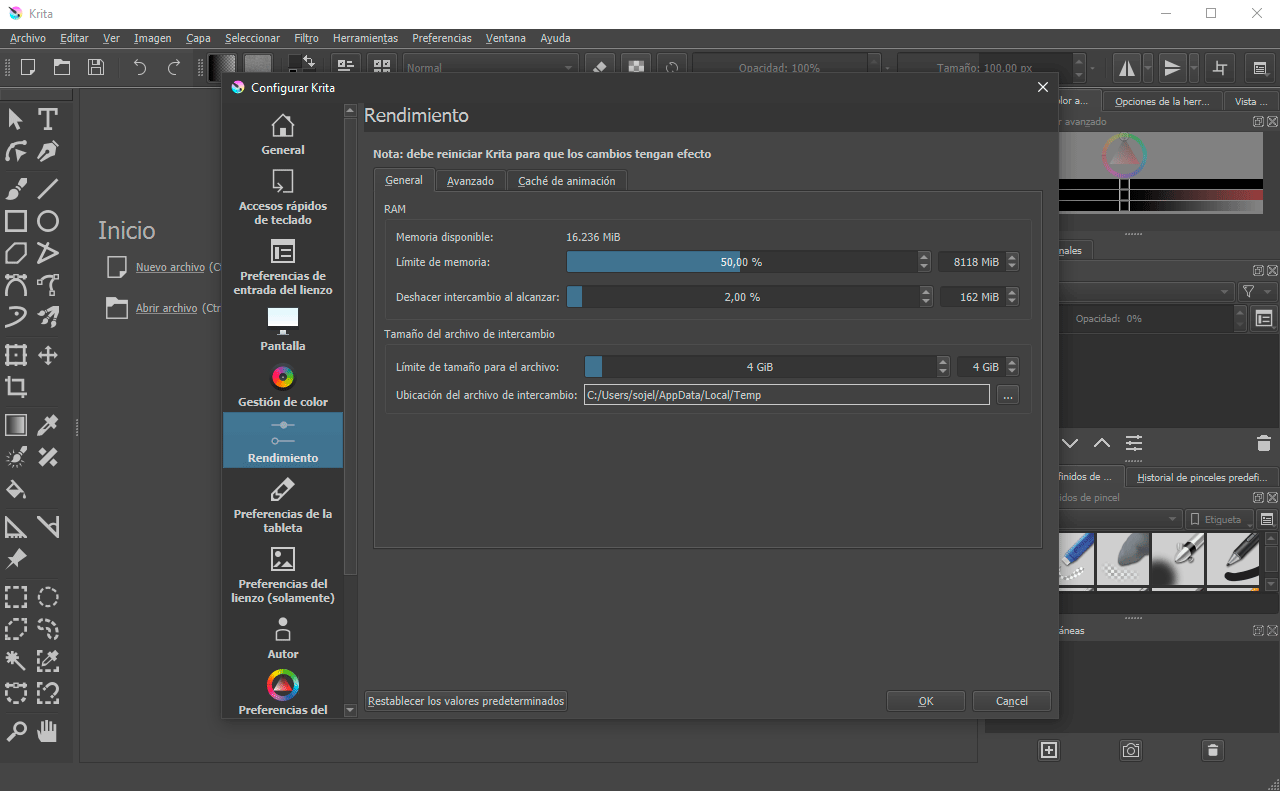 Krita
Archivo Editar Ver Imagen Capa Seleccionar Filtro Herramientas Preferencias Ventana Ayuda
Normal
Opacidad: 100%
Tamaño: 100.00 px
Configurar Krita
General
Accesos rápidos
de teclado
Preferencias de
entrada del lienzo
Pantalla
Gestión de color
Rendimiento
Preferencias de la
tableta
Preferencias del
lienzo (solamente)
Autor
Preferencias del
Rendimiento
Nota: debe reiniciar Krita para que los cambios tengan efecto
General Avanzado Caché de animación
RAM
Memoria disponible: 16.236 MiB
Límite de memoria: 50,00 % 8118 MiB
Deshacer intercambio al alcanzar: 2,00 % 162 MiB
Tamaño del archivo de intercambio
Límite de tamaño para el archivo: 4 GiB 4 GiB
Ubicación del archivo de intercambio: C:/Users/sojel/AppData/Local/Temp ...
Restablecer los valores predeterminados
OK Cancel
Inicio
Nuevo archivo (C
Abrir archivo (Ctr
olor a... Opciones de la herr... Vista ...
r avanzado
nales
Opacidad: 0%
finidos de ... Historial de pinceles predefi...
idos de pincel
Etiqueta
áneas